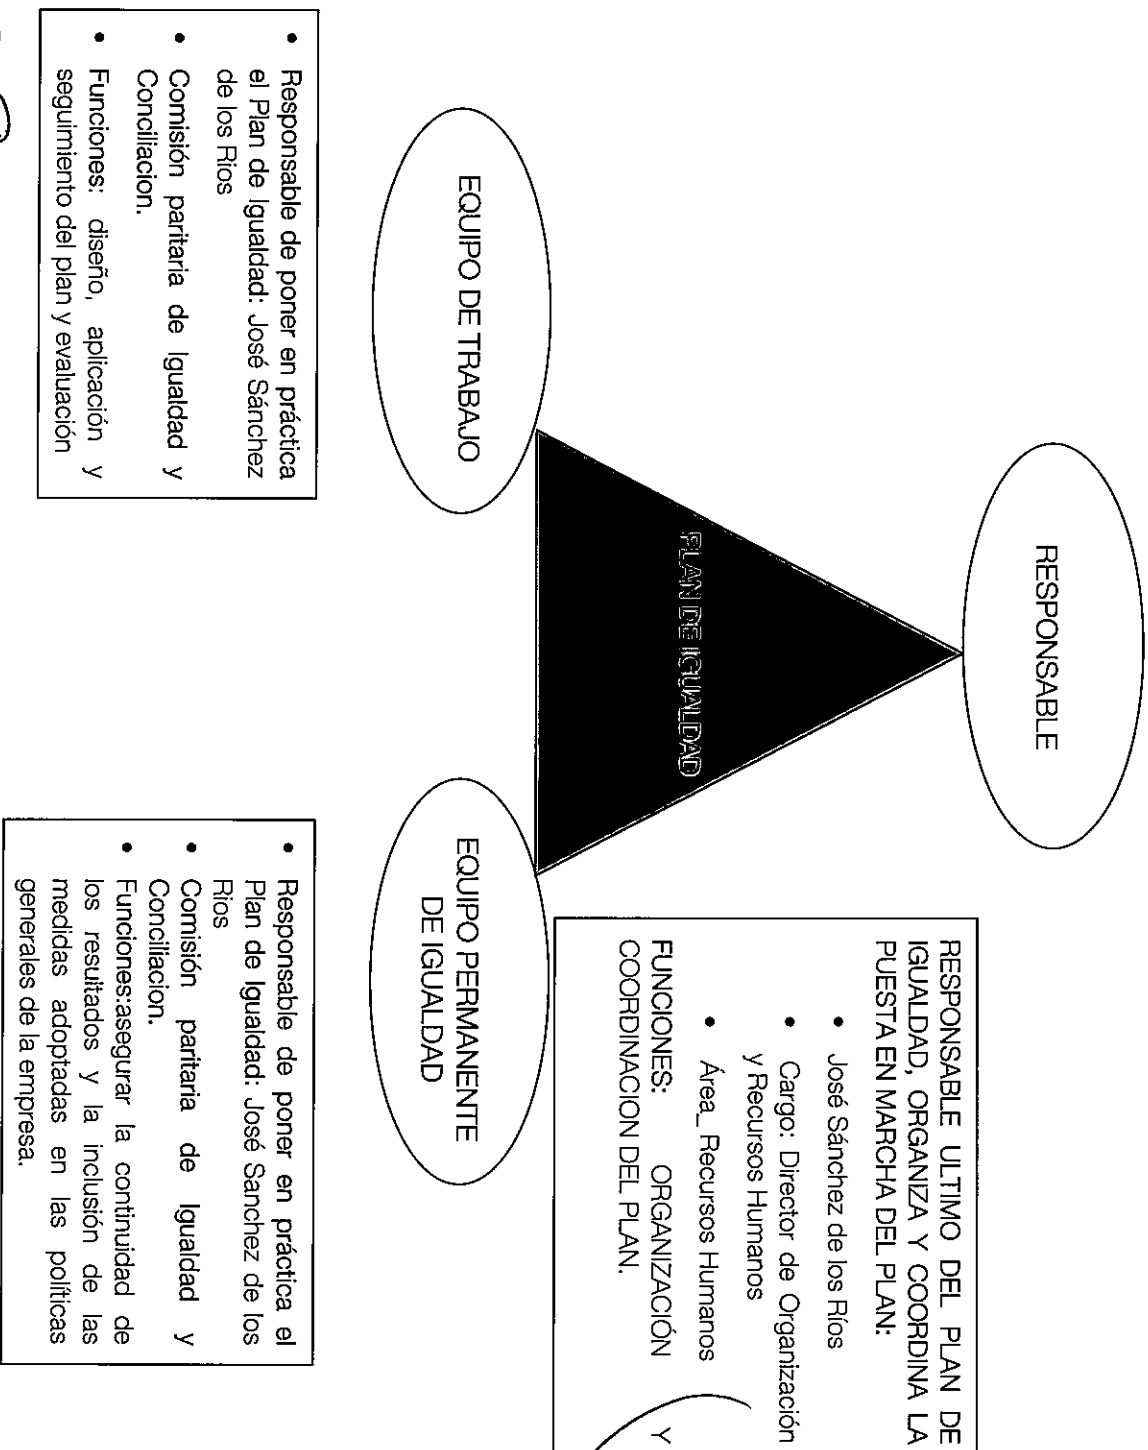 RESPONSABLE
RESPONSABLE ULTIMO DEL PLAN DE
IGUALDAD, ORGANIZA Y COORDINA LA
PUESTA EN MARCHA DEL PLAN:
• José Sánchez de los Ríos
• Cargo: Director de Organización
y Recursos Humanos
• Área_ Recursos Humanos
FUNCIONES: ORGANIZACIÓN Y
COORDINACION DEL PLAN.
PLAN DE IGUALDAD
EQUIPO DE TRABAJO
EQUIPO PERMANENTE
DE IGUALDAD
• Responsable de poner en práctica
el Plan de Igualdad: José Sánchez
de los Rios
• Comisión paritaria de Igualdad y
Conciliacion.
• Funciones: diseño, aplicación y
seguimiento del plan y evaluación
• Responsable de poner en práctica el
Plan de Igualdad: José Sanchez de los
Rios
• Comisión paritaria de Igualdad y
Conciliacion.
• Funciones:asegurar la continuidad de
los resultados y la inclusión de las
medidas adoptadas en las políticas
generales de la empresa.